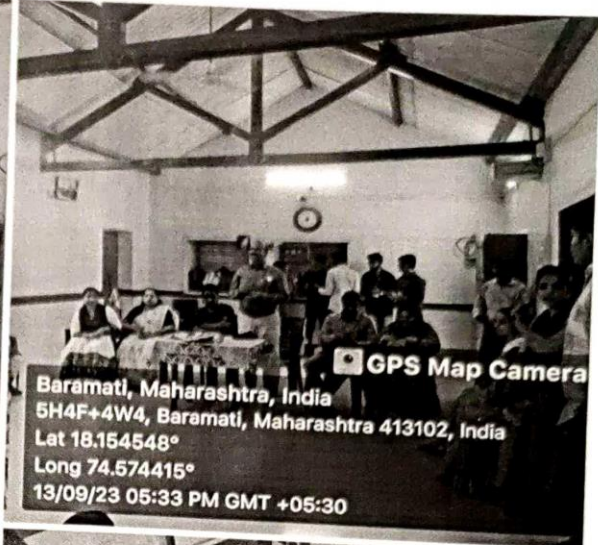 GPS Map Camera
Baramati, Maharashtra, India
5H4F+4W4, Baramati, Maharashtra 413102, India
Lat 18.154548°
Long 74.574415°
13/09/23 05:33 PM GMT +05:30